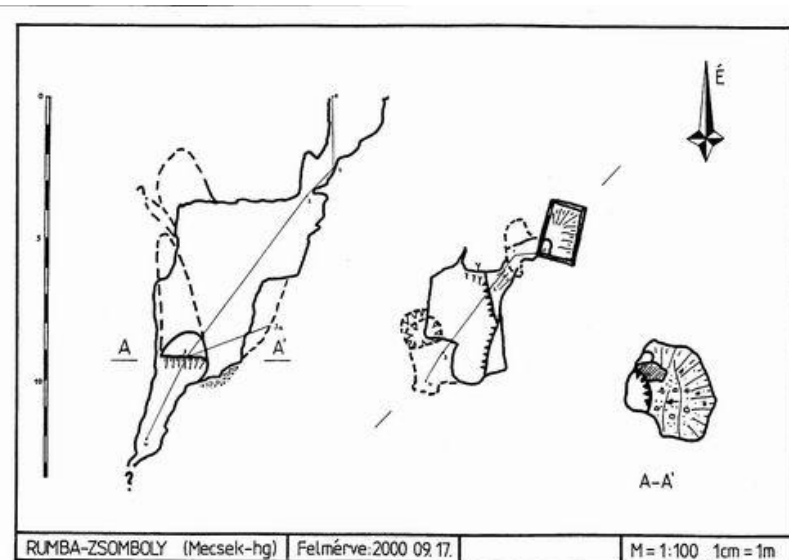 0
É
5
A A'
10
?
A-A'
RUMBA-ZSOMBOLY (Mecsek-hg) Felmérve: 2000 09.17. M = 1:100 1cm = 1m